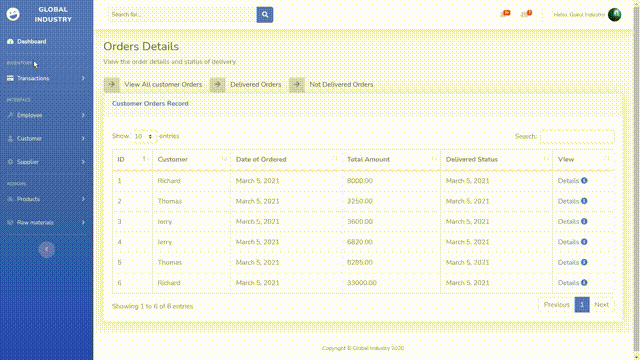 GLOBAL INDUSTRY
Search for...
Hello, Global Industry
Dashboard
INVENTORY
Transactions
INTERFACE
Employee
Customer
Supplier
Products
Raw materials
Orders Details
View the order details and status of delivery.
View All customer Orders
Delivered Orders
Not Delivered Orders
Customer Orders Record
Show 10 entries
Search:
ID Customer Date of Ordered Total Amount Delivered Status View
1 Richard March 5, 2021 8000.00 March 5, 2021 Details
2 Thomas March 5, 2021 3250.00 March 5, 2021 Details
3 Jerry March 5, 2021 3600.00 March 5, 2021 Details
4 Jerry March 5, 2021 6820.00 March 5, 2021 Details
5 Thomas March 5, 2021 8285.00 March 5, 2021 Details
6 Richard March 5, 2021 33000.00 March 5, 2021 Details
Showing 1 to 6 of 6 entries
Previous 1 Next
Copyright © Global Industry 2020